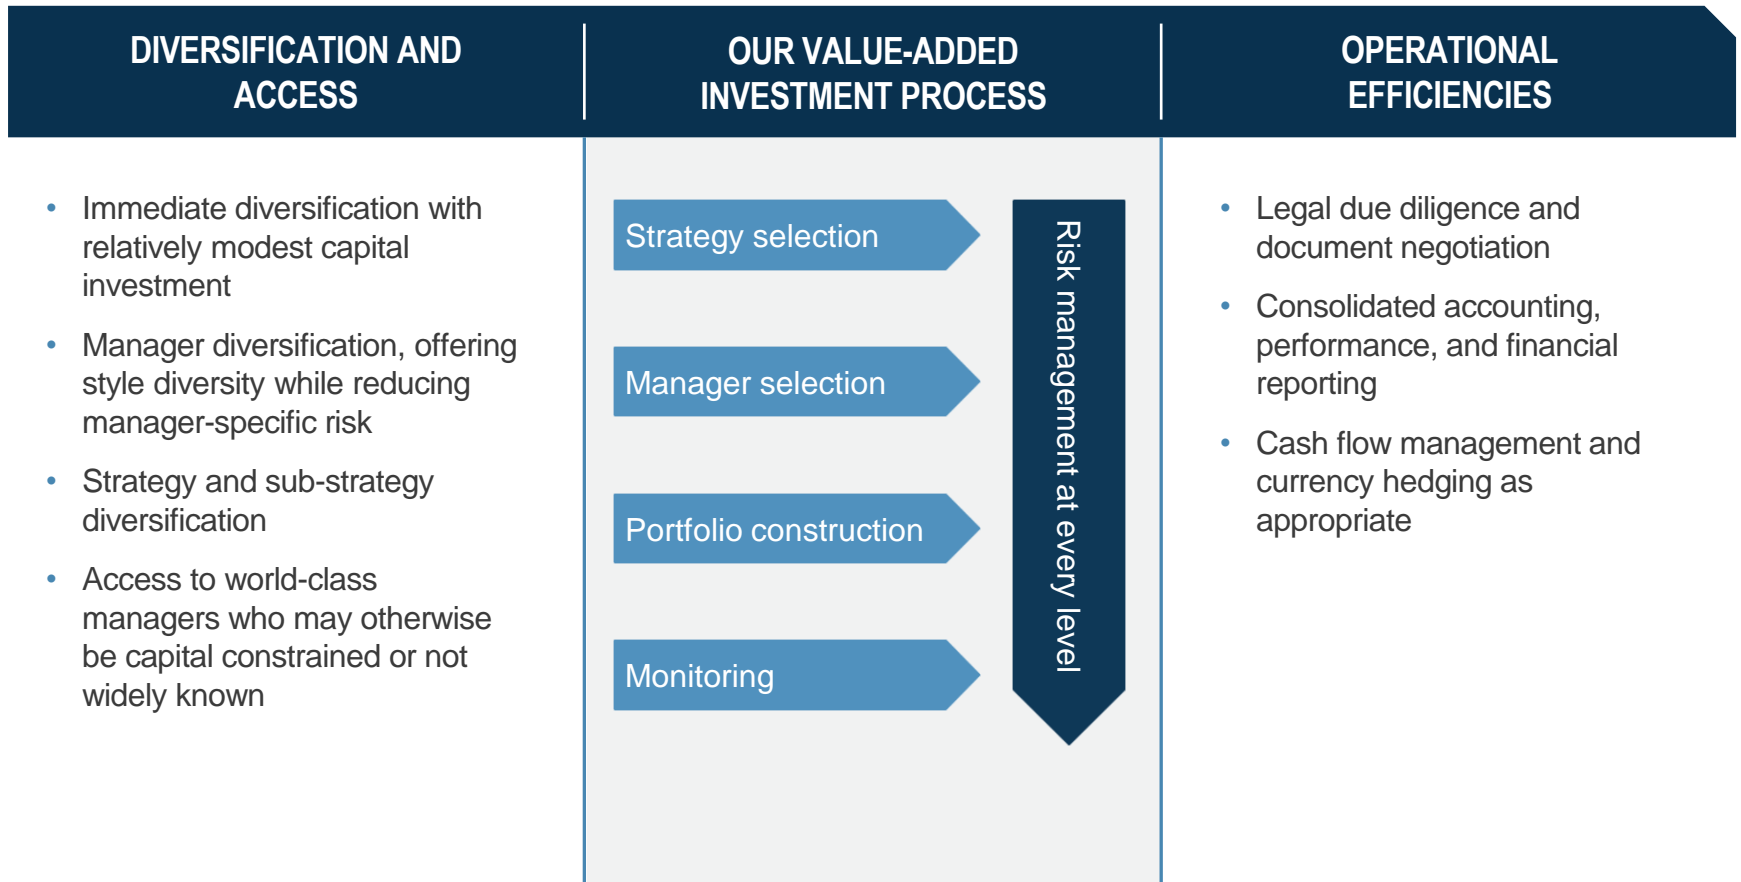 DIVERSIFICATION AND
ACCESS
• Immediate diversification with
relatively modest capital
investment
• Manager diversification, offering
style diversity while reducing
manager-specific risk
• Strategy and sub-strategy
diversification
• Access to world-class
managers who may otherwise
be capital constrained or not
widely known
OUR VALUE-ADDED
INVESTMENT PROCESS
Strategy selection
Manager selection
Portfolio construction
Monitoring
Risk management at every level
OPERATIONAL
EFFICIENCIES
• Legal due diligence and
document negotiation
• Consolidated accounting,
performance, and financial
reporting
• Cash flow management and
currency hedging as
appropriate